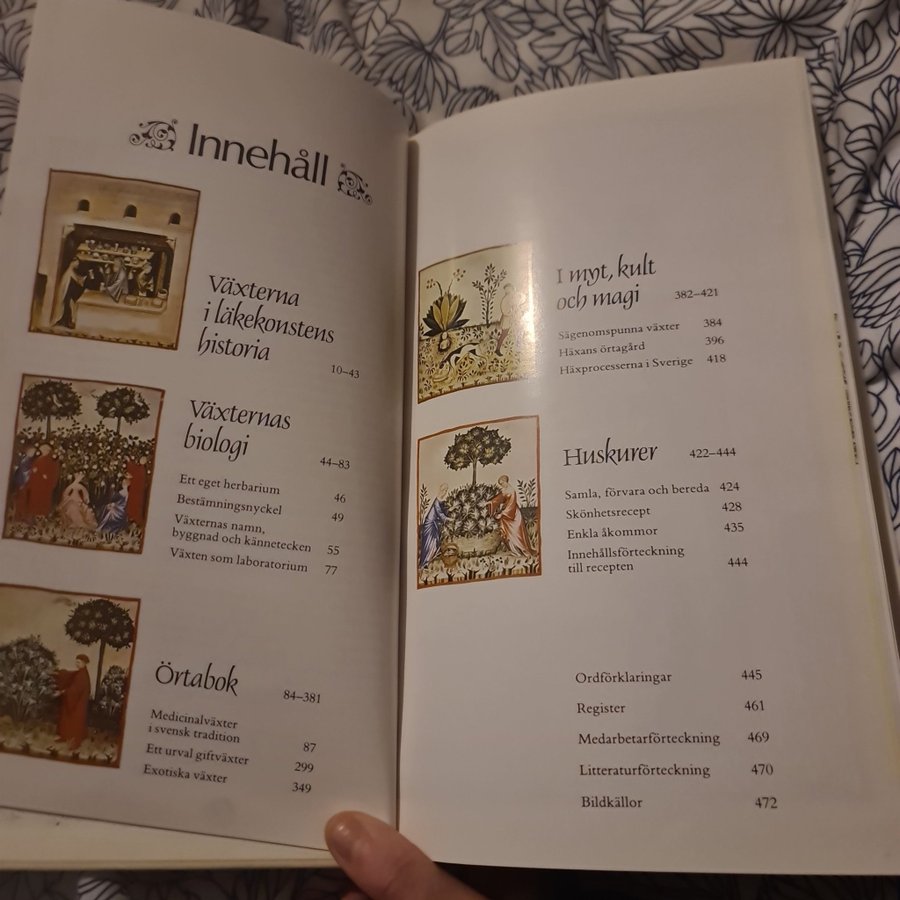 Innehåll
Växterna
i läkekonstens
historia
10–43
Växternas
biologi
44–83
Ett eget herbarium 46
Bestämningsnyckel 49
Växternas namn,
byggnad och kännetecken 55
Växten som laboratorium 77
Örtabok 84–381
Medicinalväxter
i svensk tradition 87
Ett urval giftväxter 299
Exotiska växter 349
I myt, kult
och magi 382–421
Sägenomspunna växter 384
Häxans örtagård 396
Häxprocesserna i Sverige 418
Huskurer 422–444
Samla, förvara och bereda 424
Skönhetsrecept 428
Enkla åkommor 435
Innehållsförteckning
till recepten 444
Ordförklaringar 445
Register 461
Medarbetarförteckning 469
Litteraturförteckning 470
Bildkällor 472